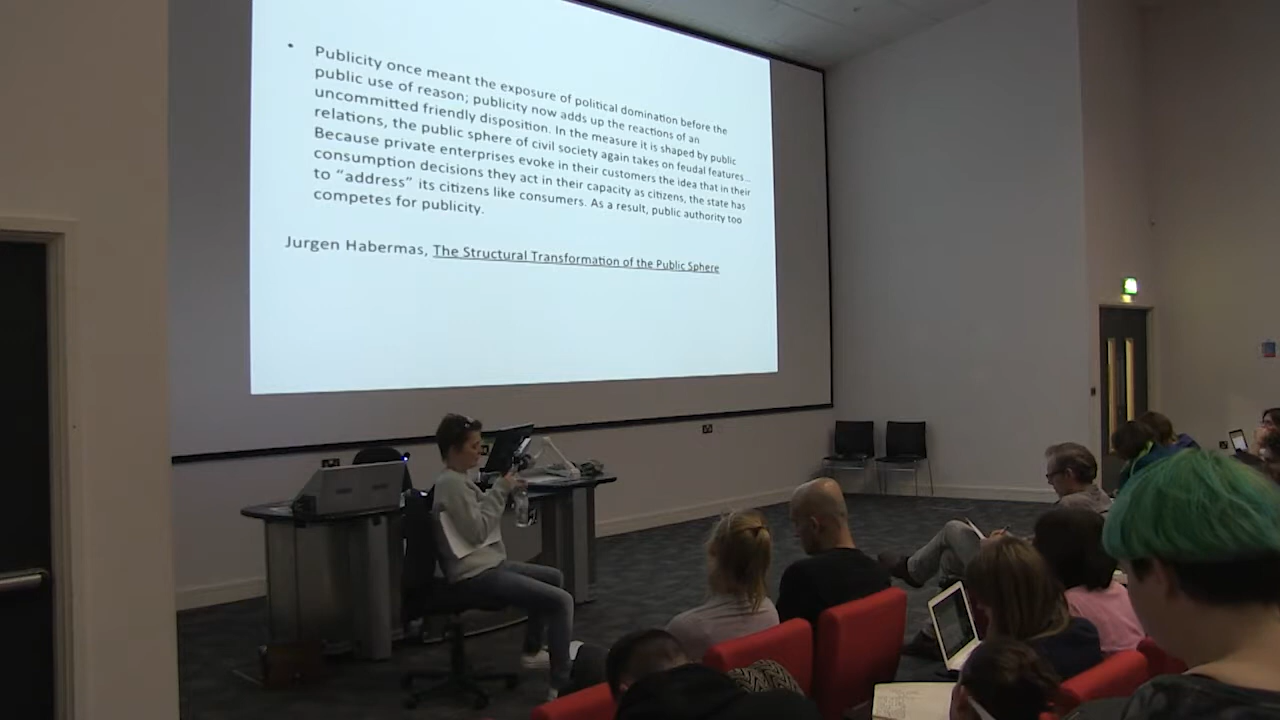 • Publicity once meant the exposure of political domination before the
public use of reason; publicity now adds up the reactions of an
uncommitted friendly disposition. In the measure it is shaped by public
relations, the public sphere of civil society again takes on feudal features…
Because private enterprises evoke in their customers the idea that in their
consumption decisions they act in their capacity as citizens, the state has
to “address” its citizens like consumers. As a result, public authority too
competes for publicity.
Jurgen Habermas, The Structural Transformation of the Public Sphere